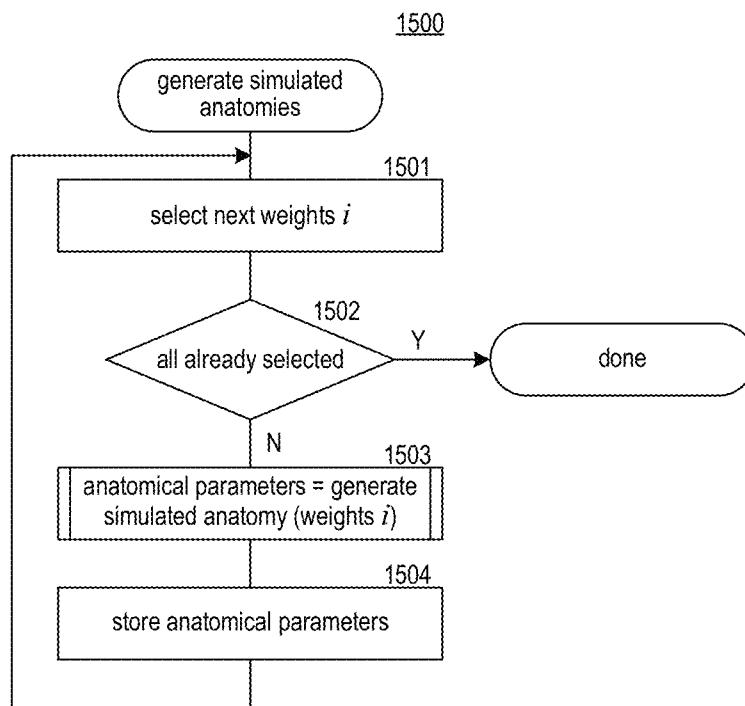 1500
generate simulated
anatomies
1501
select next weights i
1502
all already selected
Y
done
N
1503
anatomical parameters = generate
simulated anatomy (weights i)
1504
store anatomical parameters